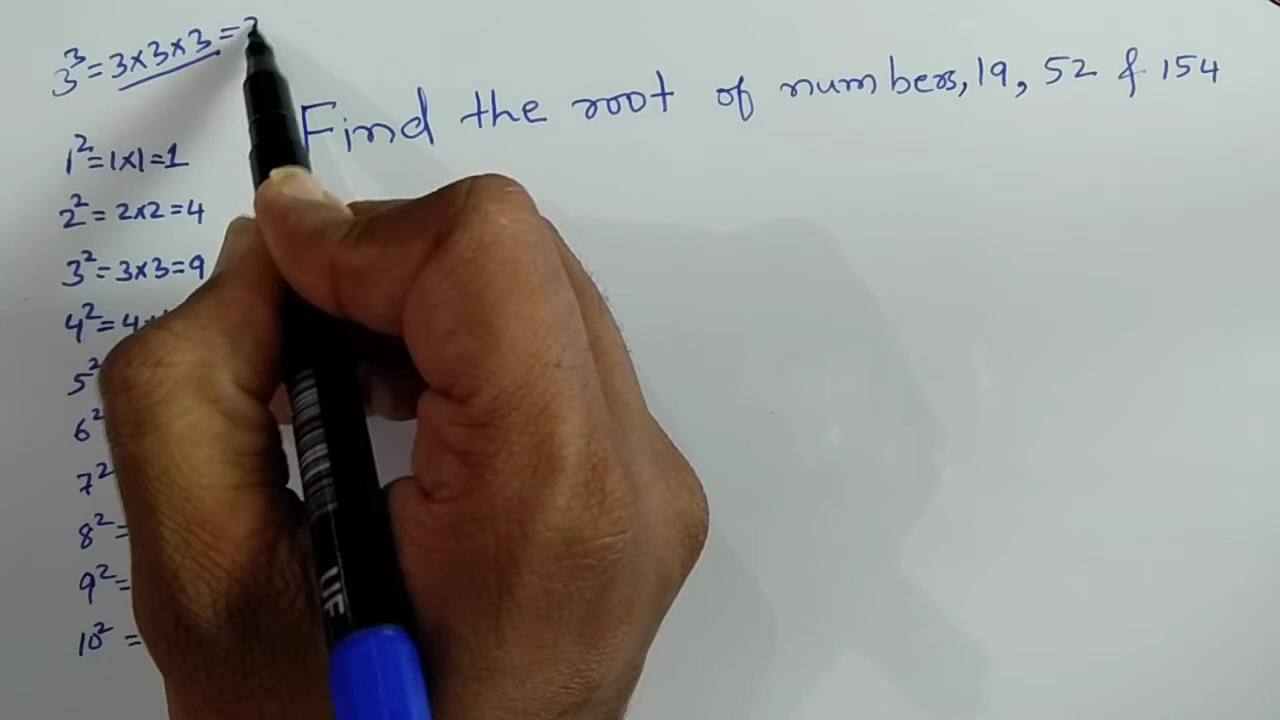 3³ = 3×3×3 =
Find the root of numbers, 19, 52 & 154
1² = 1×1 = 1
2² = 2×2 = 4
3² = 3×3 = 9
4² = 4×
5²
6²
7²
8² =
9² =
10² =
UF